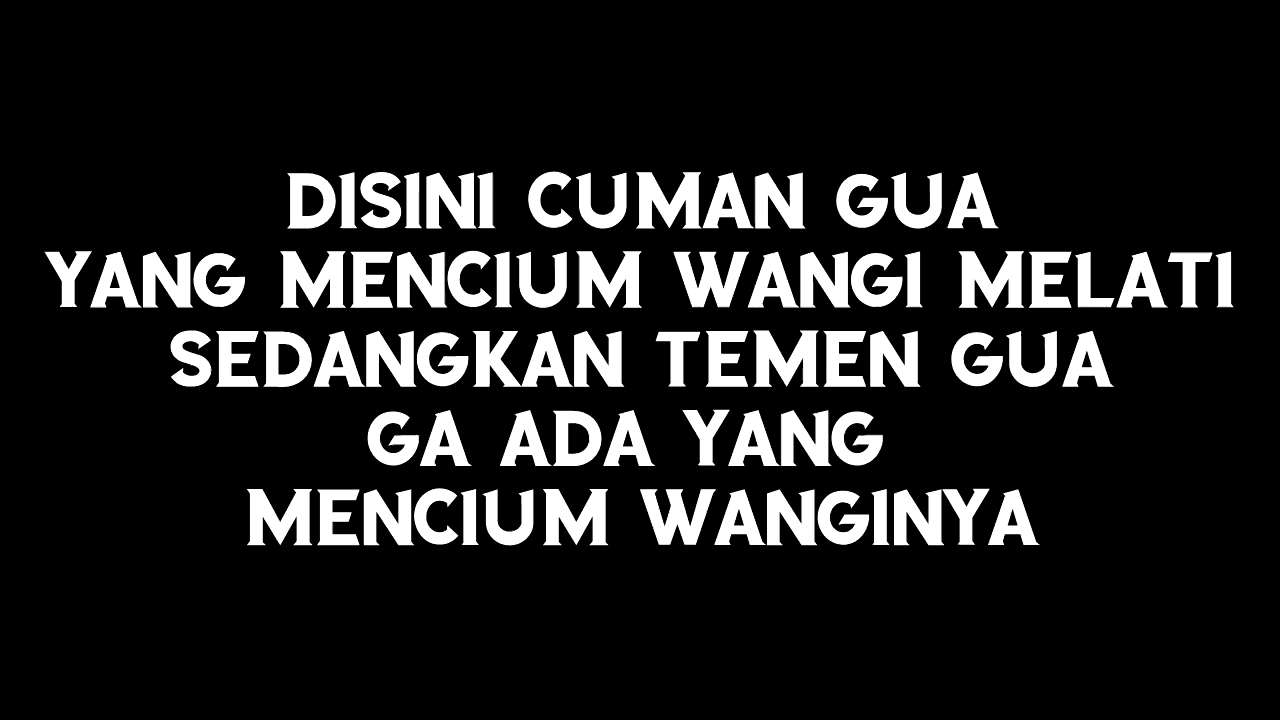 DISINI CUMAN GUA
YANG MENCIUM WANGI MELATI
SEDANGKAN TEMEN GUA
GA ADA YANG
MENCIUM WANGINYA